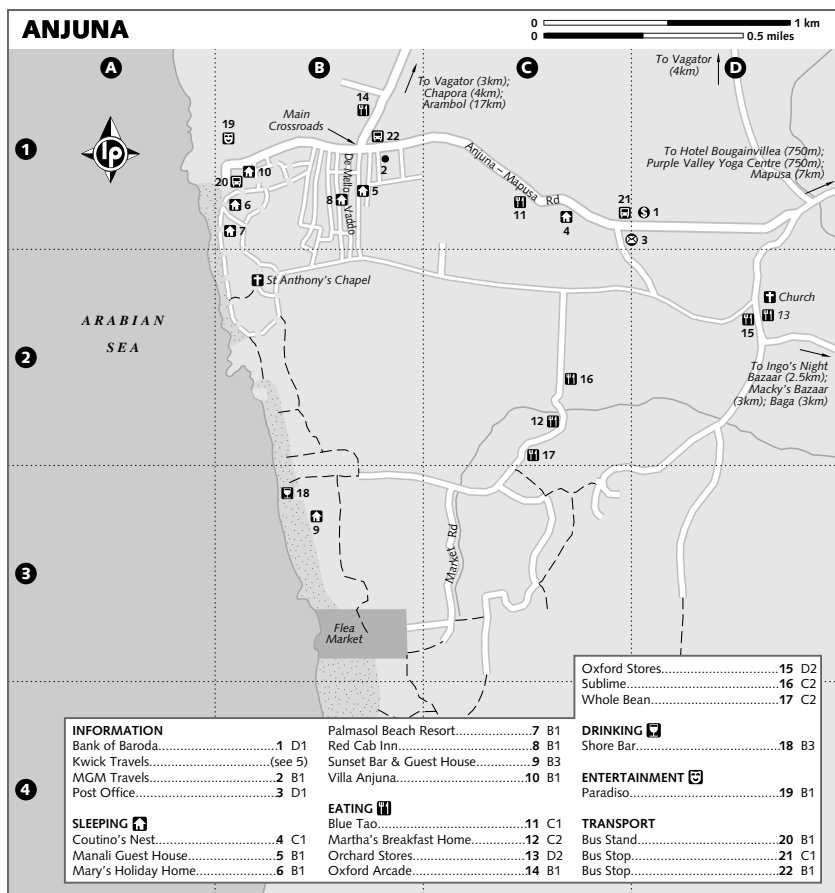 ANJUNA
0 1 km
0 0.5 miles
A
B
C
D
1
2
3
4
lp
To Vagator (3km);
Chapora (4km);
Arambol (17km)
To Vagator
(4km)
Main
Crossroads
To Hotel Bougainvillea (750m);
Purple Valley Yoga Centre (750m);
Mapusa (7km)
Anjuna – Mapusa Rd
De Mello Vaddo
19
14
22
2
10
20
6
7
8
5
11
4
21
1
3
St Anthony's Chapel
ARABIAN
SEA
Church
13
15
To Ingo's Night
Bazaar (2.5km);
Macky's Bazaar
(3km); Baga (3km)
16
12
17
18
9
Market Rd
Flea
Market
INFORMATION
Bank of Baroda 1 D1
Kwick Travels (see 5)
MGM Travels 2 B1
Post Office 3 D1
SLEEPING
Coutino's Nest 4 C1
Manali Guest House 5 B1
Mary's Holiday Home 6 B1
Palmasol Beach Resort 7 B1
Red Cab Inn 8 B1
Sunset Bar & Guest House 9 B3
Villa Anjuna 10 B1
EATING
Blue Tao 11 C1
Martha's Breakfast Home 12 C2
Orchard Stores 13 D2
Oxford Arcade 14 B1
Oxford Stores 15 D2
Sublime 16 C2
Whole Bean 17 C2
DRINKING
Shore Bar 18 B3
ENTERTAINMENT
Paradiso 19 B1
TRANSPORT
Bus Stand 20 B1
Bus Stop 21 C1
Bus Stop 22 B1